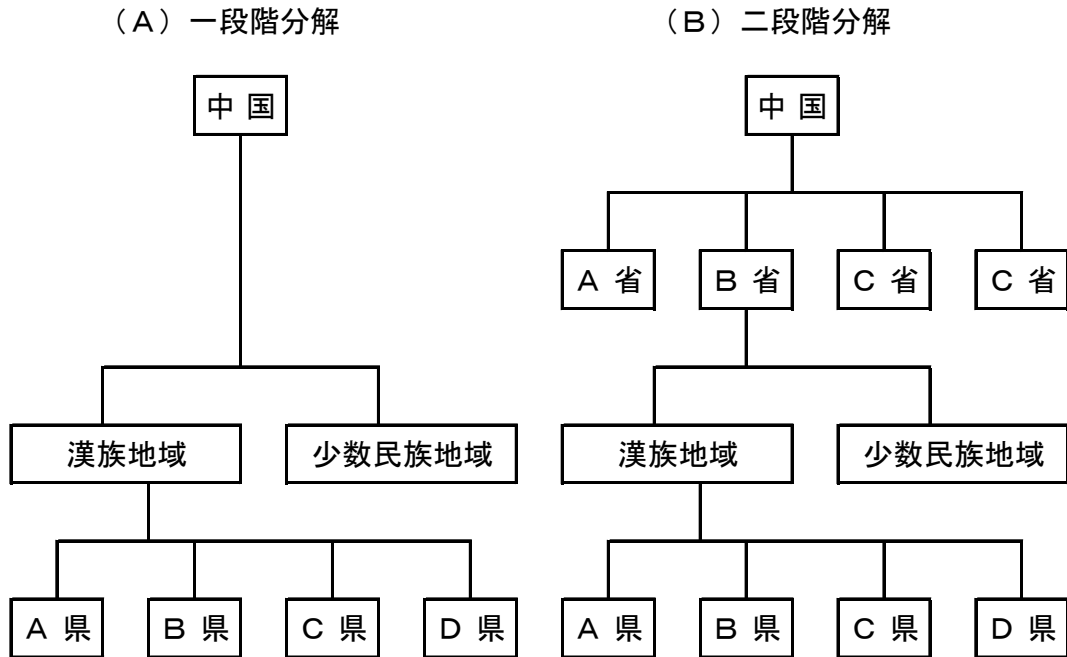 （Ａ）一段階分解
中 国
漢族地域 少数民族地域
Ａ 県 Ｂ 県 Ｃ 県 Ｄ 県
（Ｂ）二段階分解
中 国
Ａ 省 Ｂ 省 Ｃ 省 Ｃ 省
漢族地域 少数民族地域
Ａ 県 Ｂ 県 Ｃ 県 Ｄ 県